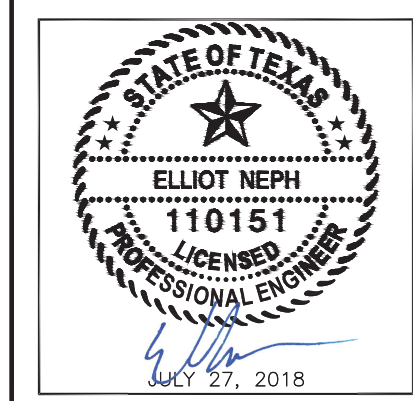 STATE OF TEXAS
ELLIOT NEPH
110151
LICENSED
PROFESSIONAL ENGINEER
JULY 27, 2018